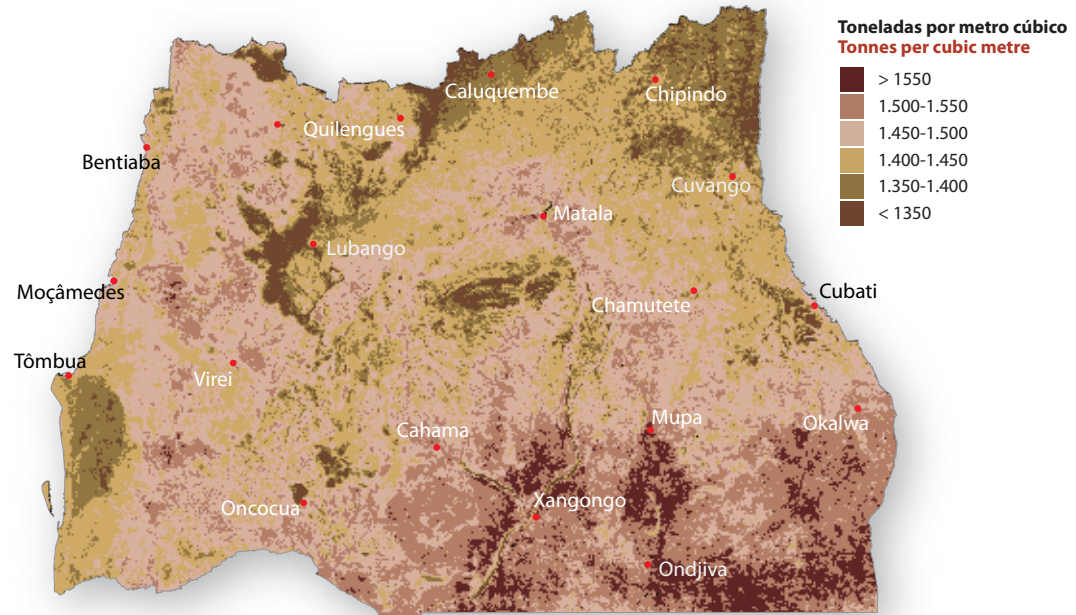 Toneladas por metro cúbico
Tonnes per cubic metre
> 1550
1.500-1.550
1.450-1.500
1.400-1.450
1.350-1.400
< 1350
Caluquembe
Chipindo
Quilengues
Bentiaba
Cuvango
Matala
Lubango
Moçâmedes
Chamutete
Cubati
Tômbua
Virei
Mupa
Okalwa
Cahama
Xangongo
Oncocua
Ondjiva